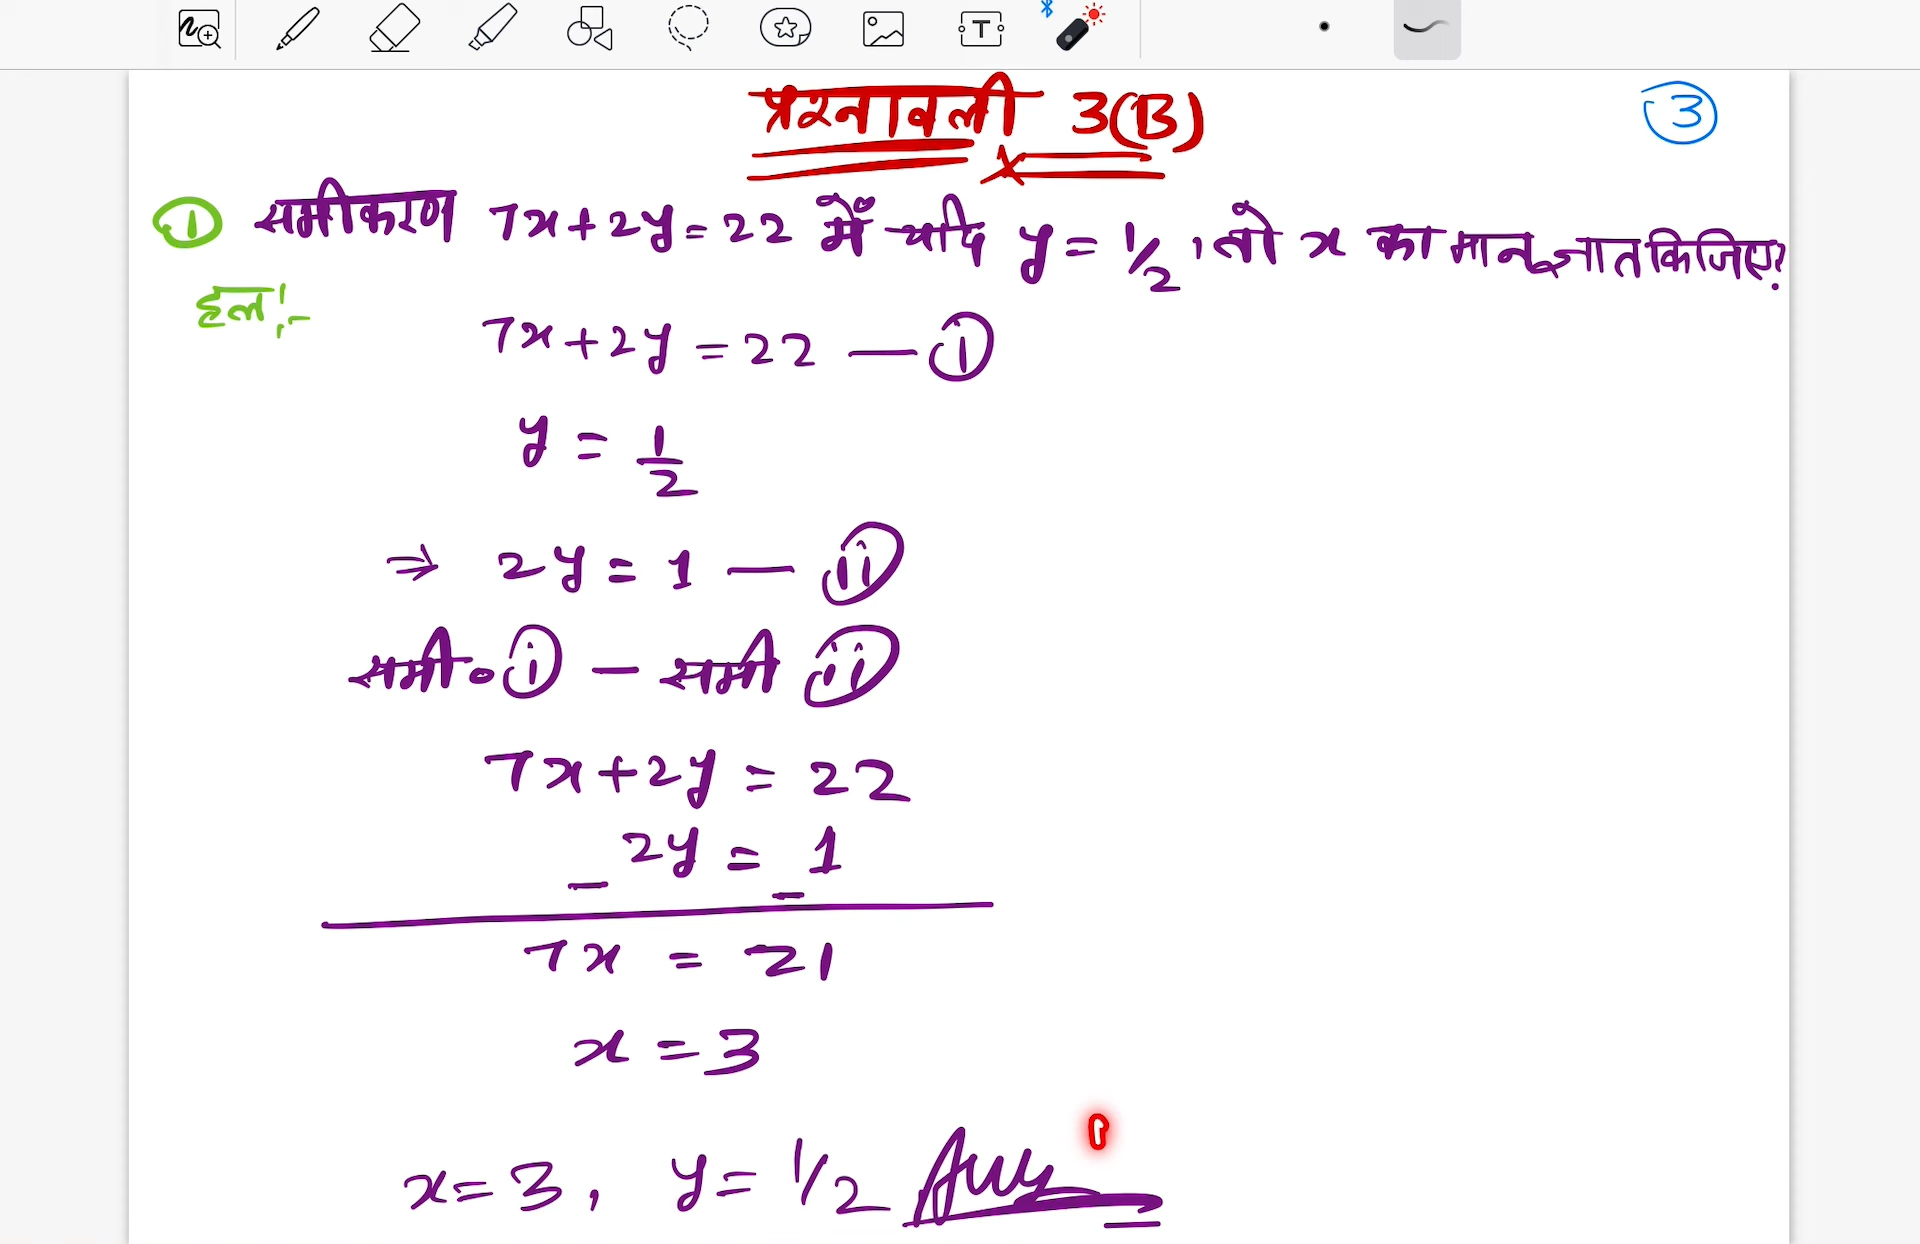 प्रश्नावली 3(B)
3
① समीकरण 7x+2y=22 में यदि y=1/2, तो x का मान ज्ञात किजिए?
हल:-
7x+2y=22 — ⓘ
y = 1/2
⇒ 2y=1 — (ii)
समी॰ ⓘ — समी (ii)
7x+2y = 22
_ 2y = _ 1
7x = 21
x = 3
x=3, y=1/2 Ans